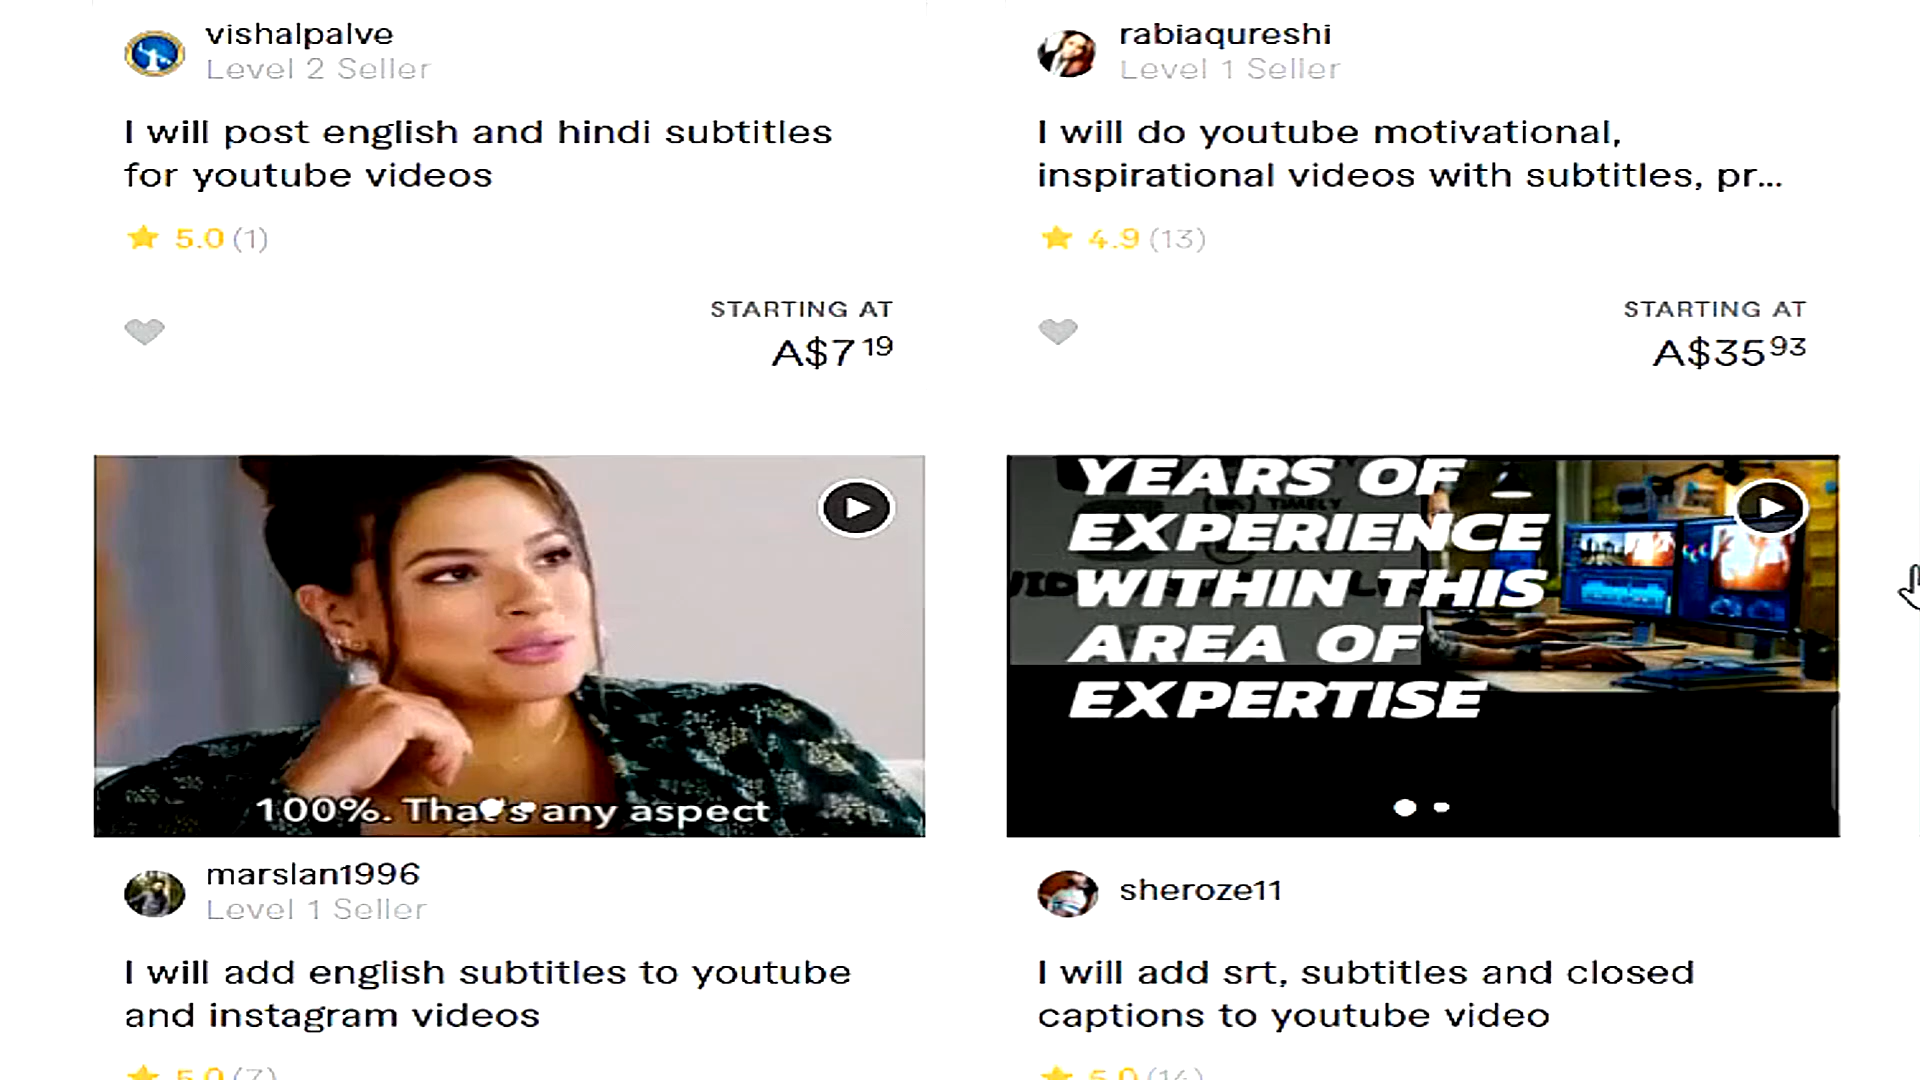 vishalpalve
Level 2 Seller
I will post english and hindi subtitles
for youtube videos
5.0 (1)
STARTING AT
A$7 19
rabiaqureshi
Level 1 Seller
I will do youtube motivational,
inspirational videos with subtitles, pr...
4.9 (13)
STARTING AT
A$35 93
100%. That's any aspect
marslan1996
Level 1 Seller
I will add english subtitles to youtube
and instagram videos
5.0 (7)
YEARS OF
EXPERIENCE
WITHIN THIS
AREA OF
EXPERTISE
sheroze11
I will add srt, subtitles and closed
captions to youtube video
5.0 (14)